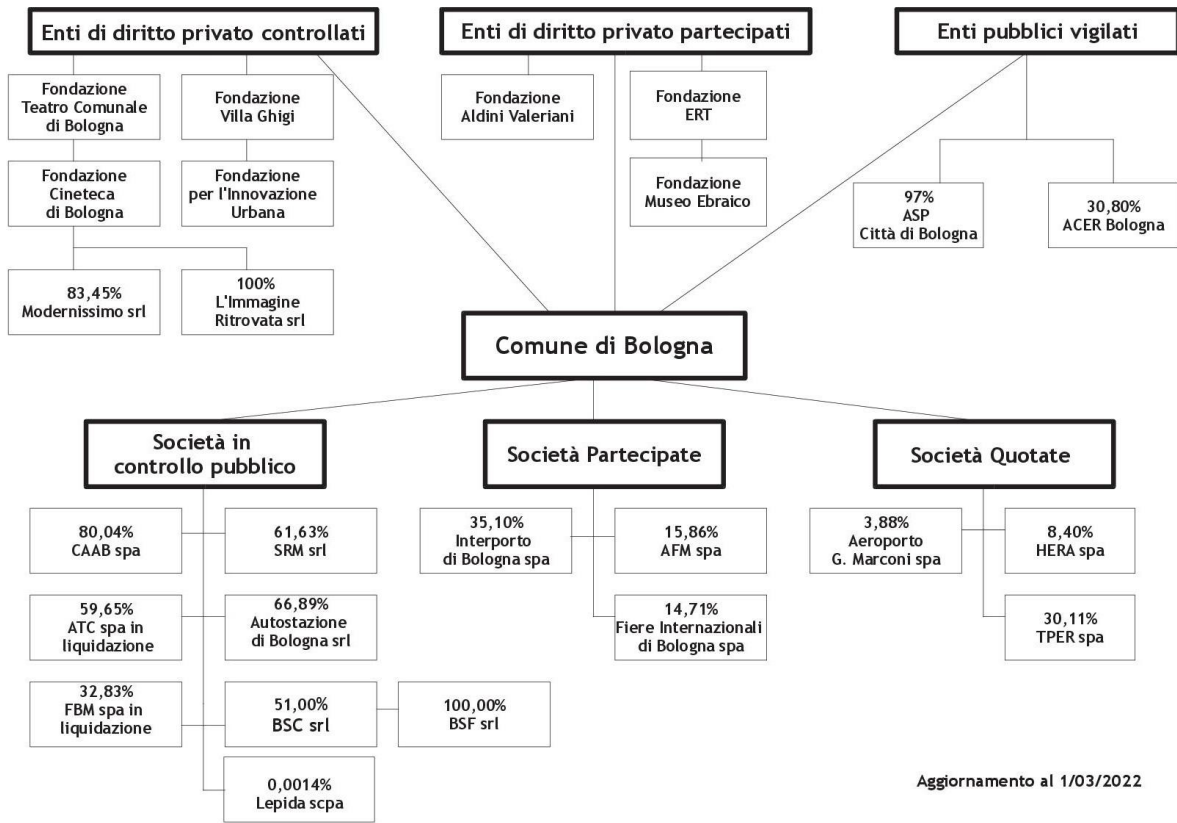 Enti di diritto privato controllati
Enti di diritto privato partecipati
Enti pubblici vigilati
Fondazione
Teatro Comunale
di Bologna
Fondazione
Villa Ghigi
Fondazione
Aldini Valeriani
Fondazione
ERT
Fondazione
Cineteca
di Bologna
Fondazione
per l'Innovazione
Urbana
Fondazione
Museo Ebraico
97%
ASP
Città di Bologna
30,80%
ACER Bologna
83,45%
Modernissimo srl
100%
L'Immagine
Ritrovata srl
Comune di Bologna
Società in
controllo pubblico
Società Partecipate
Società Quotate
80,04%
CAAB spa
61,63%
SRM srl
35,10%
Interporto
di Bologna spa
15,86%
AFM spa
3,88%
Aeroporto
G. Marconi spa
8,40%
HERA spa
59,65%
ATC spa in
liquidazione
66,89%
Autostazione
di Bologna srl
14,71%
Fiere Internazionali
di Bologna spa
30,11%
TPER spa
32,83%
FBM spa in
liquidazione
51,00%
BSC srl
100,00%
BSF srl
0,0014%
Lepida scpa
Aggiornamento al 1/03/2022